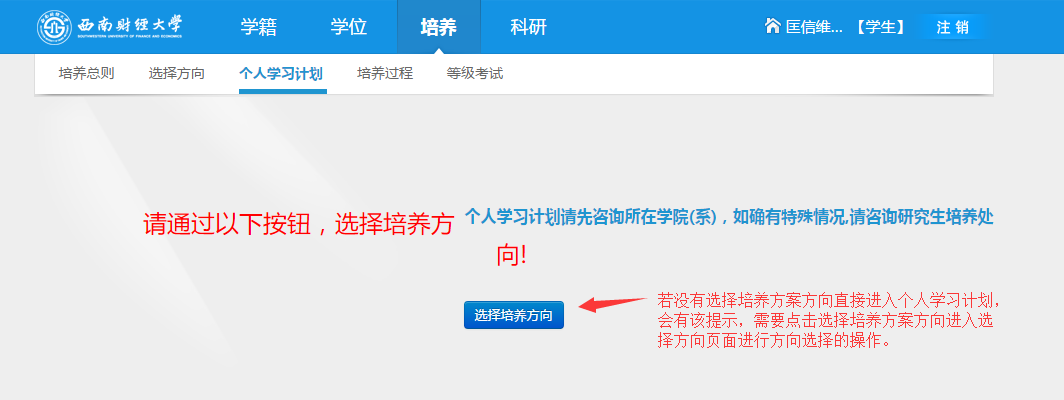 西南财经大学
SOUTHWESTERN UNIVERSITY OF FINANCE AND ECONOMICS
学籍 学位 培养 科研 匡信维... 【学生】 注 销
培养总则 选择方向 个人学习计划 培养过程 等级考试
请通过以下按钮，选择培养方
向!
个人学习计划请先咨询所在学院(系)，如确有特殊情况,请咨询研究生培养处
选择培养方向
若没有选择培养方案方向直接进入个人学习计划，
会有该提示，需要点击选择培养方案方向进入选
择方向页面进行方向选择的操作。